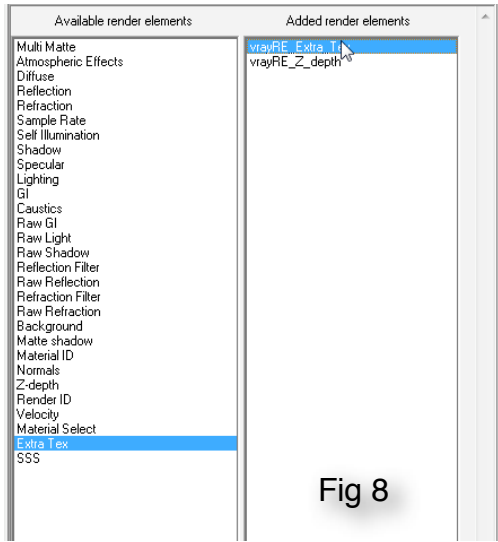 Available render elements
Added render elements
Multi Matte
Atmospheric Effects
Diffuse
Reflection
Refraction
Sample Rate
Self Illumination
Shadow
Specular
Lighting
GI
Caustics
Raw GI
Raw Light
Raw Shadow
Reflection Filter
Raw Reflection
Refraction Filter
Raw Refraction
Background
Matte shadow
Material ID
Normals
Z-depth
Render ID
Velocity
Material Select
Extra Tex
SSS
vrayRE_Extra_Tex
vrayRE_Z_depth
Fig 8